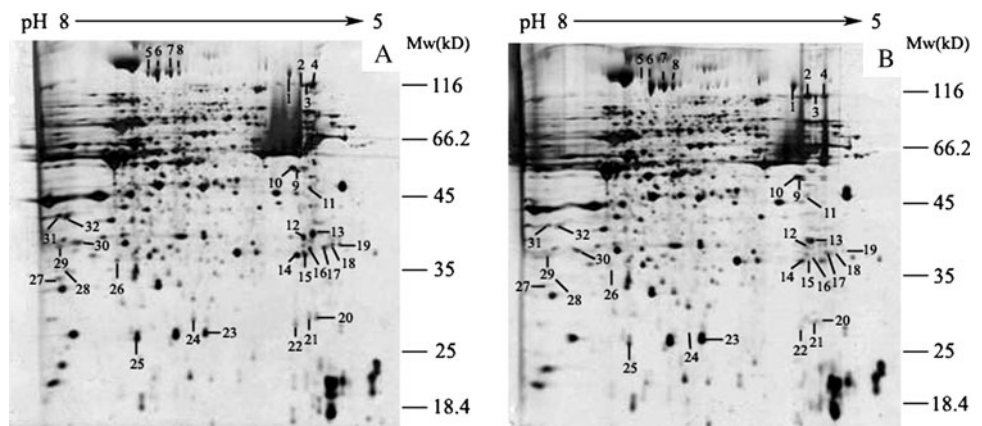 pH 8 5 pH 8 5
Mw(kD) Mw(kD)
A B
5 6 7 8 2 4 5 6 7 8 2 4
1 3 116 1 3 116
66.2 66.2
10 9 11 45 10 9 11 45
31 32 12 13 31 32 12 13
29 30 14 15 16 17 18 19 29 30 14 15 16 17 18 19
27 28 26 35 27 28 26 35
25 24 23 22 21 20 25 25 24 23 22 21 20 25
18.4 18.4